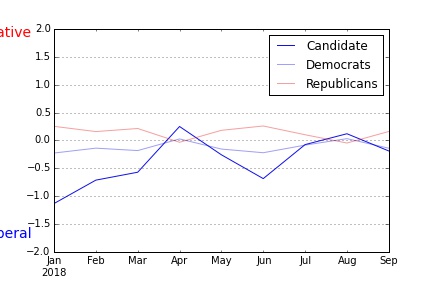 ative
peral
2.0
1.5
1.0
0.5
0.0
−0.5
−1.0
−1.5
−2.0
Candidate
Democrats
Republicans
Jan Feb Mar Apr May Jun Jul Aug Sep
2018